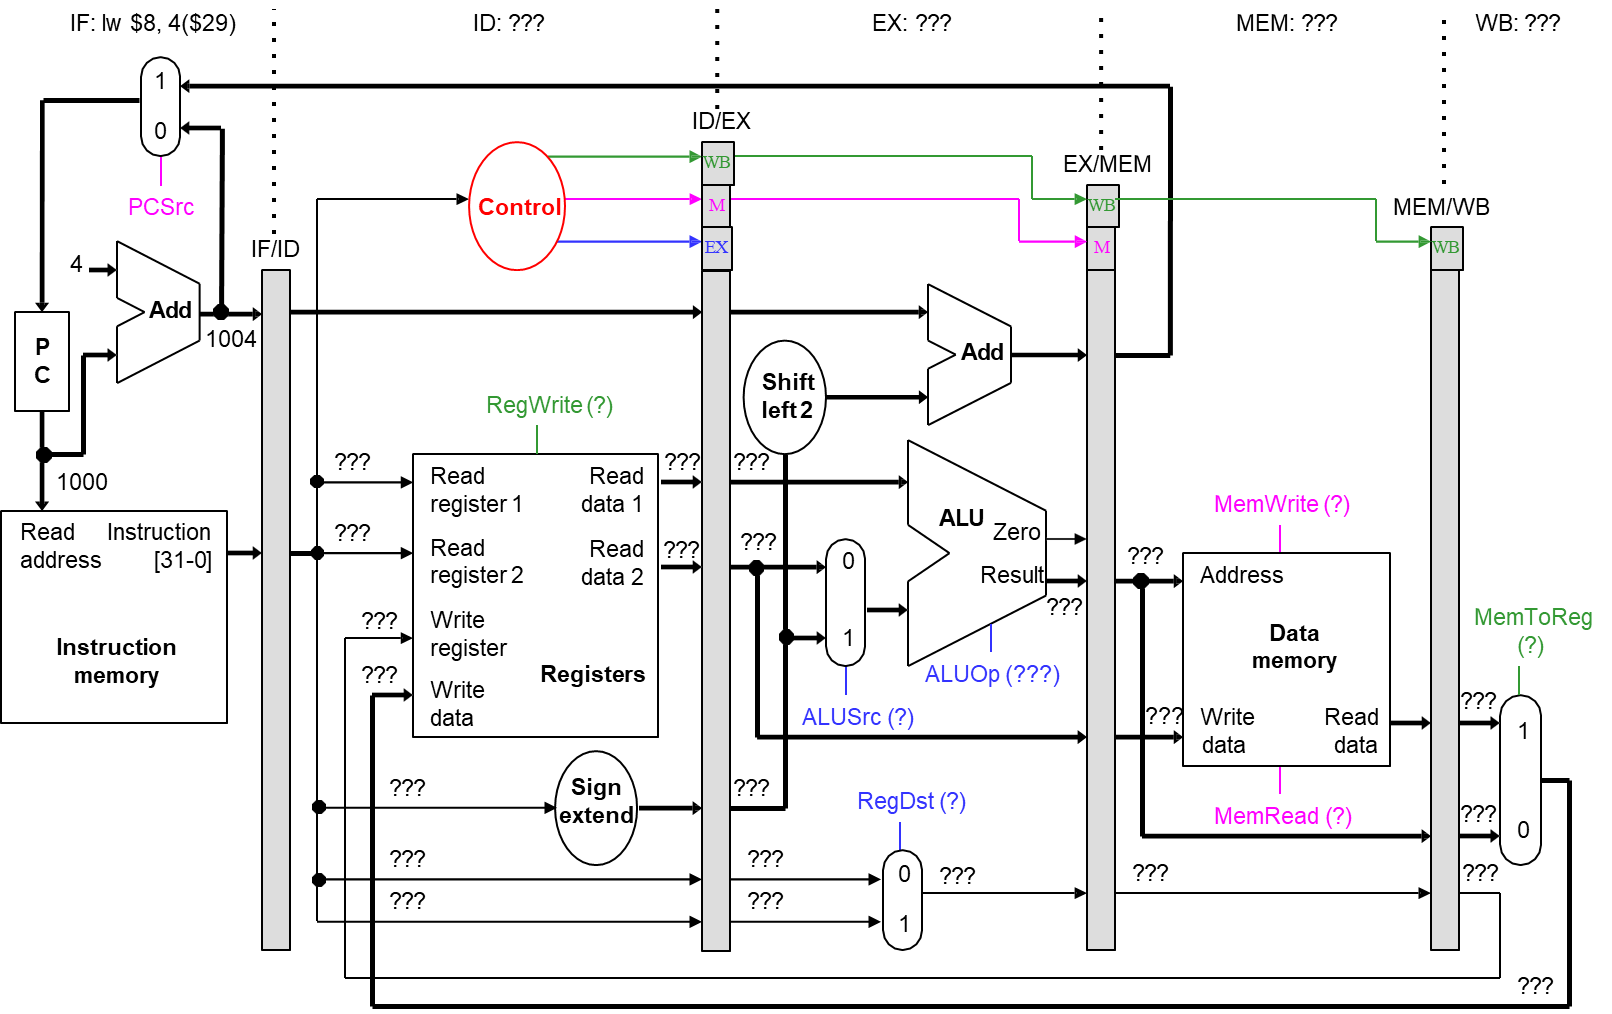 IF: lw $8, 4($29)
ID: ???
EX: ???
MEM: ???
WB: ???
1
0
PCSrc
4
Add
1004
P
C
1000
Read
address
Instruction
[31-0]
Instruction
memory
IF/ID
Control
ID/EX
WB
M
EX
EX/MEM
WB
M
MEM/WB
WB
RegWrite (?)
???
???
???
???
Read
register 1
Read
data 1
Read
register 2
Read
data 2
Write
register
Write
data
Registers
???
???
???
???
Shift
left 2
Add
0
1
ALUSrc (?)
ALU
Zero
Result
???
ALUOp (???)
???
MemWrite (?)
Address
Data
memory
???
Write
data
Read
data
MemRead (?)
MemToReg
(?)
???
1
0
???
???
Sign
extend
???
???
???
???
???
RegDst (?)
0
1
???
???
???
???